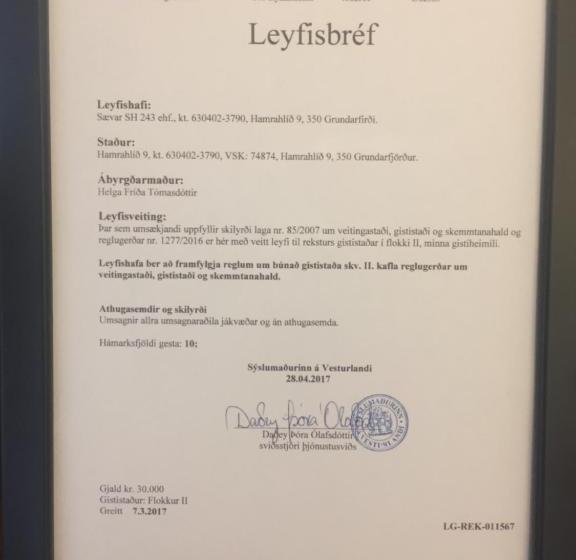 Leyfisbréf
Leyfishafi:
Sævar SH 243 ehf., kt. 630402-3790, Hamrahlíð 9, 350 Grundarfirði.
Staður:
Hamrahlíð 9, kt. 630402-3790, VSK: 74874, Hamrahlíð 9, 350 Grundarfjörður.
Ábyrgðarmaður:
Helga Fríða Tómasdóttir
Leyfisveiting:
Þar sem umsækjandi uppfyllir skilyrði laga nr. 85/2007 um veitingastaði, gististaði og skemmtanahald og
reglugerðar nr. 1277/2016 er hér með veitt leyfi til reksturs gististaðar í flokki II, minna gistiheimili.
Leyfishafa ber að framfylgja reglum um búnað gististaða skv. II. kafla reglugerðar um
veitingastaði, gististaði og skemmtanahald.
Athugasemdir og skilyrði
Umsagnir allra umsagnaraðila jákvæðar og án athugasemda.
Hámarksfjöldi gesta: 10;
Sýslumaðurinn á Vesturlandi
28.04.2017
Daðey Þóra Ólafsd
SÝSLUMAÐURINN
VESTURLANDI
Daðey Þóra Ólafsdóttir
sviðsstjóri þjónustusviðs
Gjald kr. 30.000
Gististaður: Flokkur II
Greitt 7.3.2017
LG-REK-011567